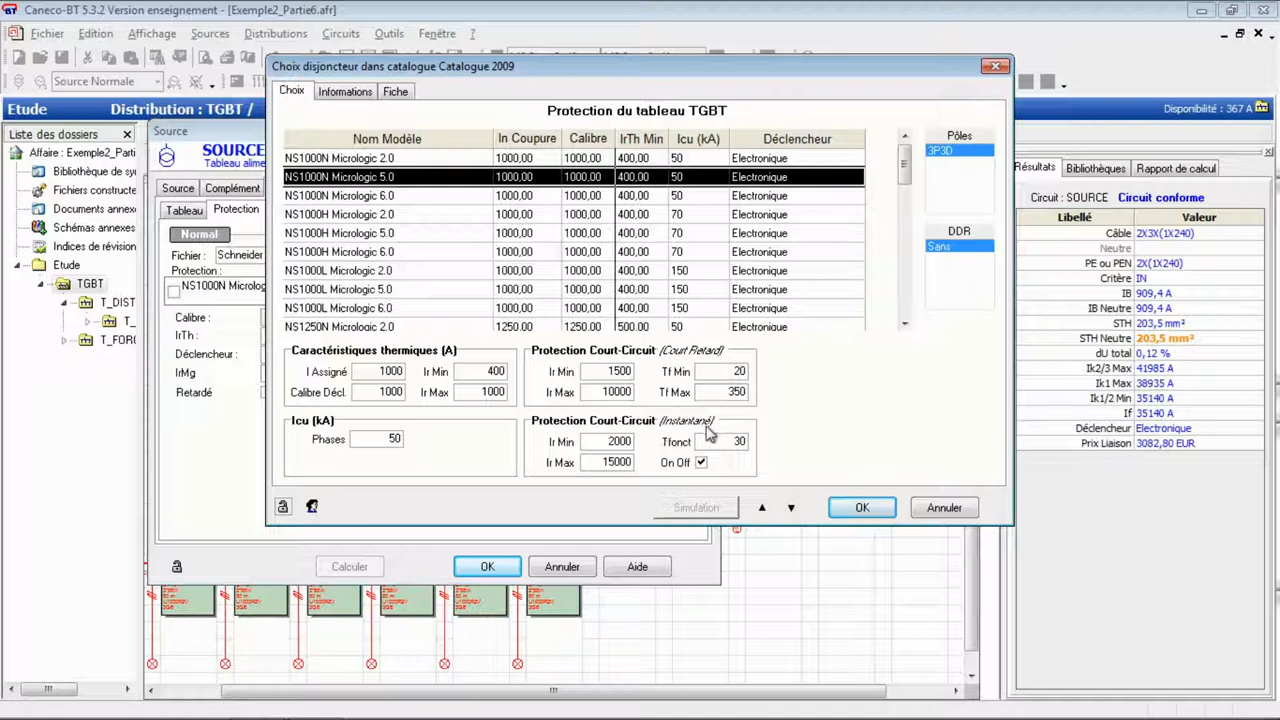 Caneco-BT 5.3.2 Version enseignement - [Exemple2_Partie6.afr]
Fichier Edition Affichage Sources Distributions Circuits Outils Fenêtre ?
Source Normale
Etude Distribution : TGBT / Disponibilité : 367 A
Liste des dossiers
Affaire : Exemple2_Parti
Bibliothèque de sy
Fichiers constructe
Documents annexe
Schémas annexes
Indices de révision
Etude
TGBT
T_DIST
T_
T_FORC
Source
SOURC
Tableau alime
Source Complément
Tableau Protection
Normal
Fichier : Schneider
Protection :
NS1000N Microlog
Calibre :
IrTh :
Déclencheur :
IrMg
Retardé
Calculer OK Annuler Aide
Choix disjoncteur dans catalogue Catalogue 2009
Choix Informations Fiche
Protection du tableau TGBT
Nom Modèle In Coupure Calibre IrTh Min Icu (kA) Déclencheur
NS1000N Micrologic 2.0 1000,00 1000,00 400,00 50 Electronique
NS1000N Micrologic 5.0 1000,00 1000,00 400,00 50 Electronique
NS1000N Micrologic 6.0 1000,00 1000,00 400,00 50 Electronique
NS1000H Micrologic 2.0 1000,00 1000,00 400,00 70 Electronique
NS1000H Micrologic 5.0 1000,00 1000,00 400,00 70 Electronique
NS1000H Micrologic 6.0 1000,00 1000,00 400,00 70 Electronique
NS1000L Micrologic 2.0 1000,00 1000,00 400,00 150 Electronique
NS1000L Micrologic 5.0 1000,00 1000,00 400,00 150 Electronique
NS1000L Micrologic 6.0 1000,00 1000,00 400,00 150 Electronique
NS1250N Micrologic 2.0 1250,00 1250,00 500,00 50 Electronique
Pôles
3P3D
DDR
Sans
Caractéristiques thermiques (A)
I Assigné 1000 Ir Min 400
Calibre Décl. 1000 Ir Max 1000
Protection Court-Circuit (Court Retard)
Ir Min 1500 Tf Min 20
Ir Max 10000 Tf Max 350
Icu (kA)
Phases 50
Protection Court-Circuit (Instantané)
Ir Min 2000 Tfonct 30
Ir Max 15000 On Off
Simulation OK Annuler
Résultats Bibliothèques Rapport de calcul
Circuit : SOURCE Circuit conforme
Libellé Valeur
Câble 2X3X(1X240)
Neutre
PE ou PEN 2X(1X240)
Critère IN
IB 909,4 A
IB Neutre 909,4 A
STH 203,5 mm²
STH Neutre 203,5 mm²
dU total 0,12 %
Ik2/3 Max 41985 A
Ik1 Max 38935 A
Ik1/2 Min 35140 A
If 35140 A
Déclencheur Electronique
Prix Liaison 3082,80 EUR